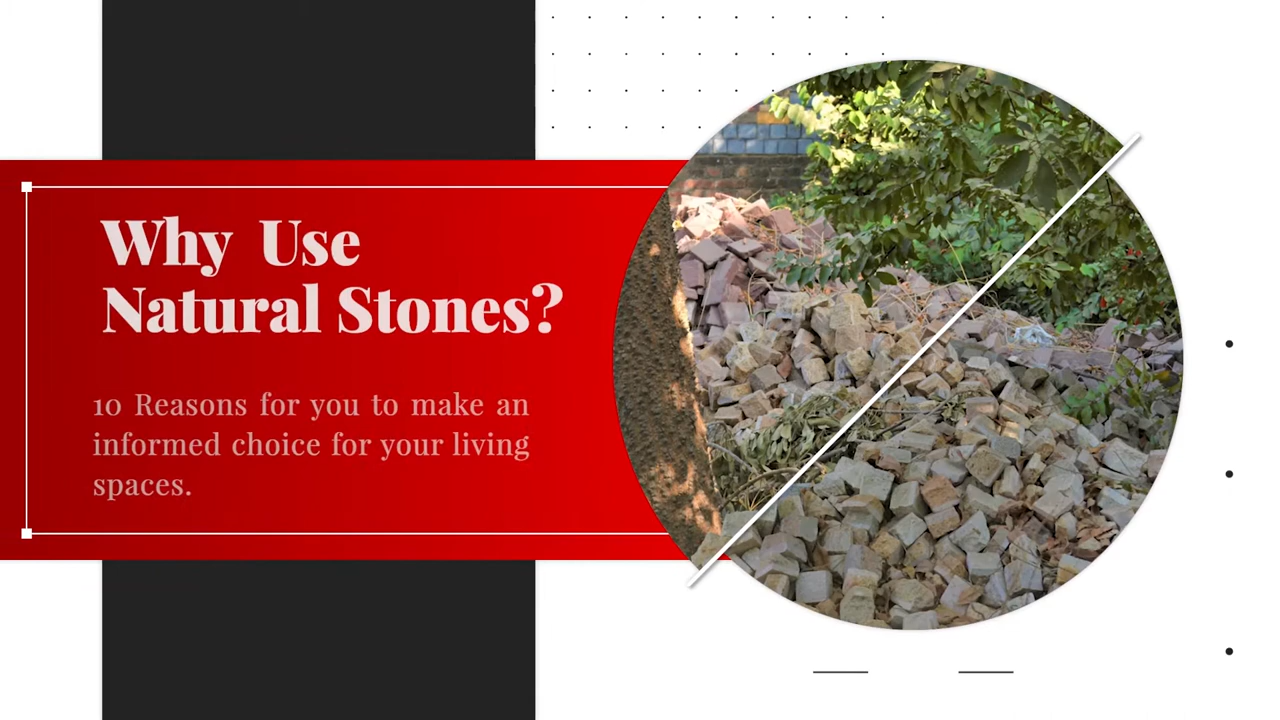 Why Use
Natural Stones?
10 Reasons for you to make an
informed choice for your living
spaces.